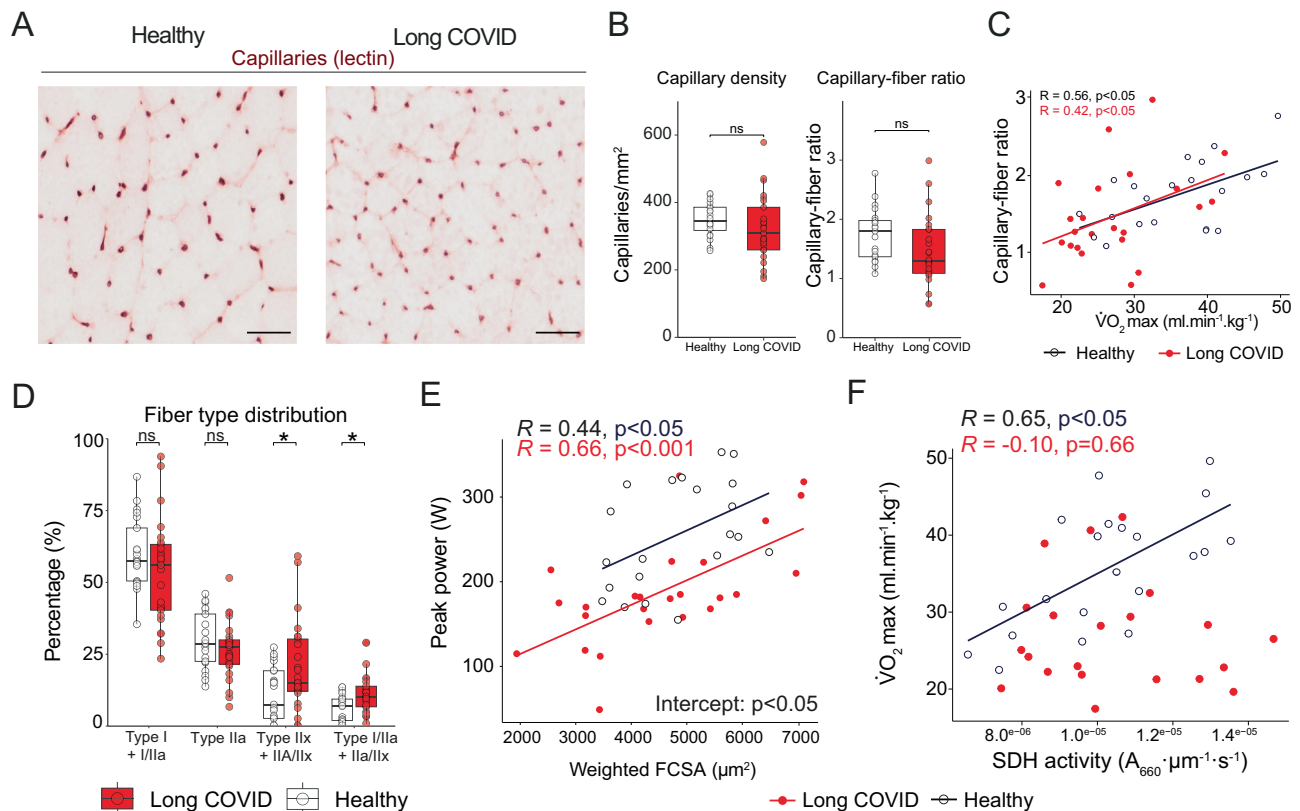 A
Healthy
Long COVID
Capillaries (lectin)
B
Capillary density
Capillary-fiber ratio
ns
ns
Capillaries/mm²
600
400
200
0
Healthy
Long COVID
Capillary-fiber ratio
4
3
2
1
0
Healthy
Long COVID
C
R = 0.56, p<0.05
R = 0.42, p<0.05
Capillary-fiber ratio
3
2
1
20
30
40
50
V̇O₂ max (ml.min⁻¹.kg⁻¹)
Healthy
Long COVID
D
Fiber type distribution
ns
ns
*
*
Percentage (%)
100
75
50
25
0
Type I
+ I/IIa
Type IIa
Type IIx
+ IIA/IIx
Type I/IIa
+ IIa/IIx
Long COVID
Healthy
E
R = 0.44, p<0.05
R = 0.66, p<0.001
Peak power (W)
300
200
100
Intercept: p<0.05
2000
3000
4000
5000
6000
7000
Weighted FCSA (µm²)
F
R = 0.65, p<0.05
R = -0.10, p=0.66
V̇O₂ max (ml.min⁻¹.kg⁻¹)
50
40
30
20
8.0e⁻⁰⁶
1.0e⁻⁰⁵
1.2e⁻⁰⁵
1.4e⁻⁰⁵
SDH activity (A₆₆₀·µm⁻¹·s⁻¹)
Long COVID
Healthy